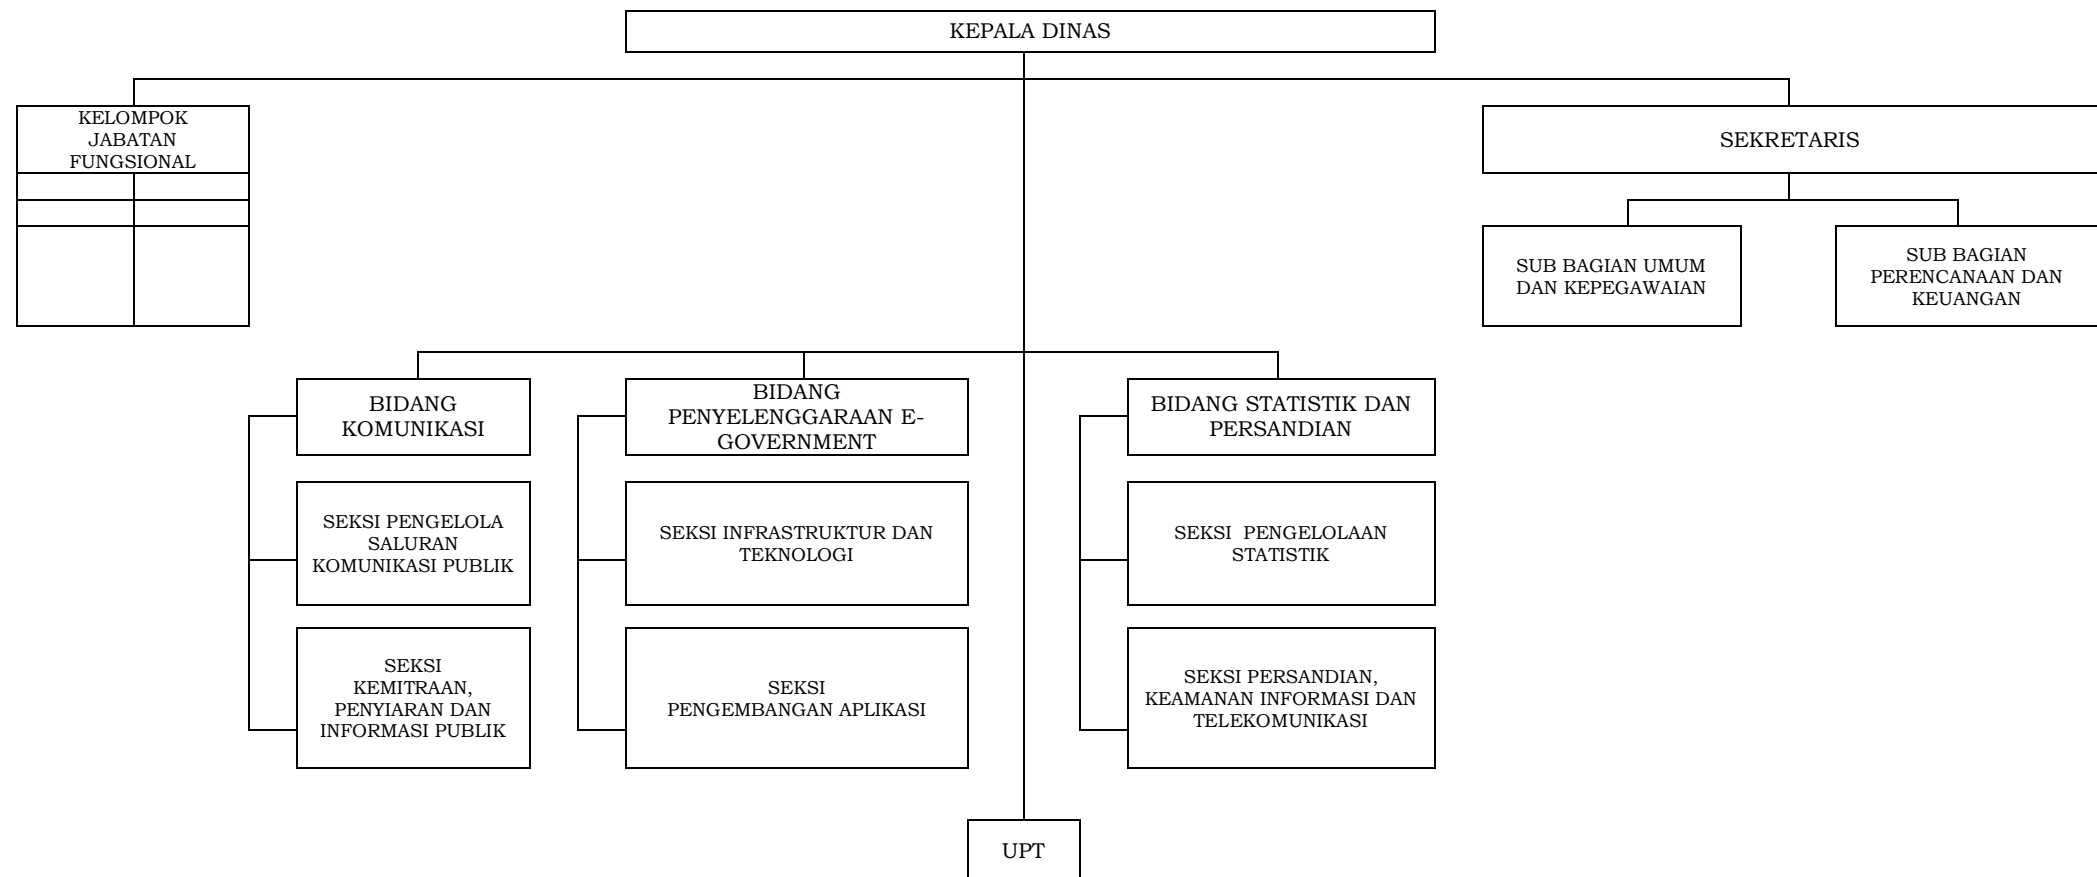 KEPALA DINAS
KELOMPOK
JABATAN
FUNGSIONAL
SEKRETARIS
SUB BAGIAN UMUM
DAN KEPEGAWAIAN
SUB BAGIAN
PERENCANAAN DAN
KEUANGAN
BIDANG
KOMUNIKASI
BIDANG
PENYELENGGARAAN E-
GOVERNMENT
BIDANG STATISTIK DAN
PERSANDIAN
SEKSI PENGELOLA
SALURAN
KOMUNIKASI PUBLIK
SEKSI INFRASTRUKTUR DAN
TEKNOLOGI
SEKSI  PENGELOLAAN
STATISTIK
SEKSI
KEMITRAAN,
PENYIARAN DAN
INFORMASI PUBLIK
SEKSI
PENGEMBANGAN APLIKASI
SEKSI PERSANDIAN,
KEAMANAN INFORMASI DAN
TELEKOMUNIKASI
UPT